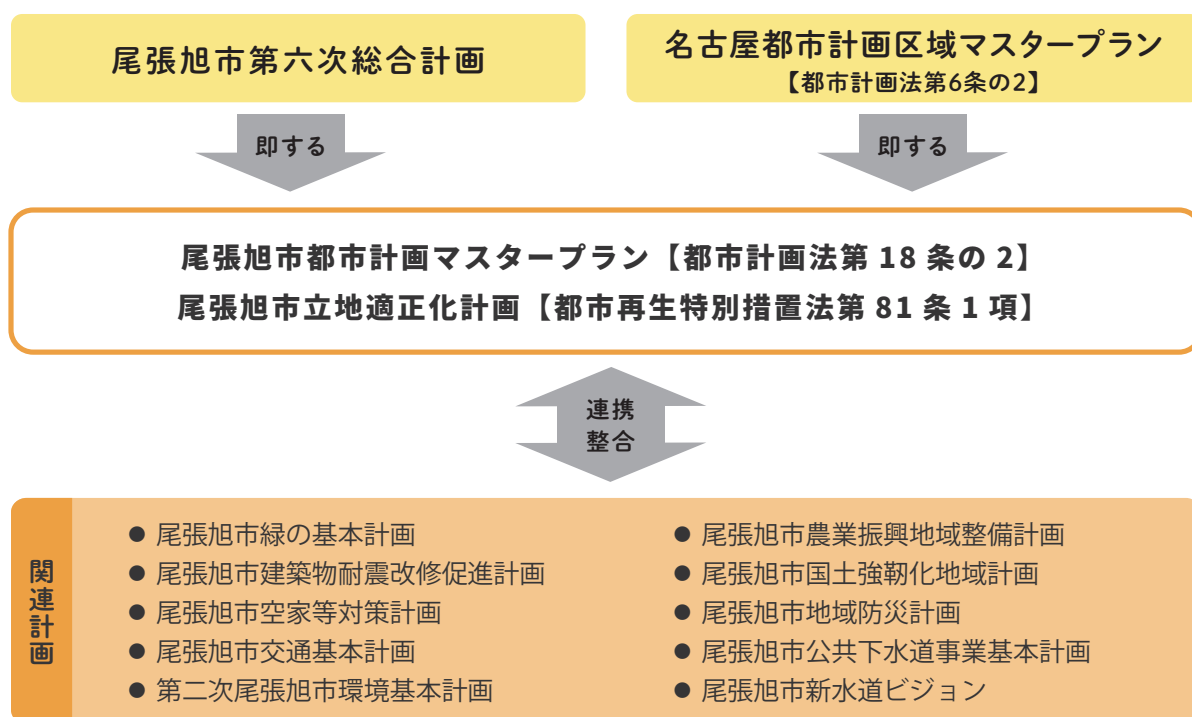 尾張旭市第六次総合計画
名古屋都市計画区域マスタープラン
【都市計画法第6条の2】
即する
即する
尾張旭市都市計画マスタープラン【都市計画法第 18 条の 2】
尾張旭市立地適正化計画【都市再生特別措置法第 81 条 1 項】
連携
整合
関連計画
● 尾張旭市緑の基本計画
● 尾張旭市建築物耐震改修促進計画
● 尾張旭市空家等対策計画
● 尾張旭市交通基本計画
● 第二次尾張旭市環境基本計画
● 尾張旭市農業振興地域整備計画
● 尾張旭市国土強靱化地域計画
● 尾張旭市地域防災計画
● 尾張旭市公共下水道事業基本計画
● 尾張旭市新水道ビジョン